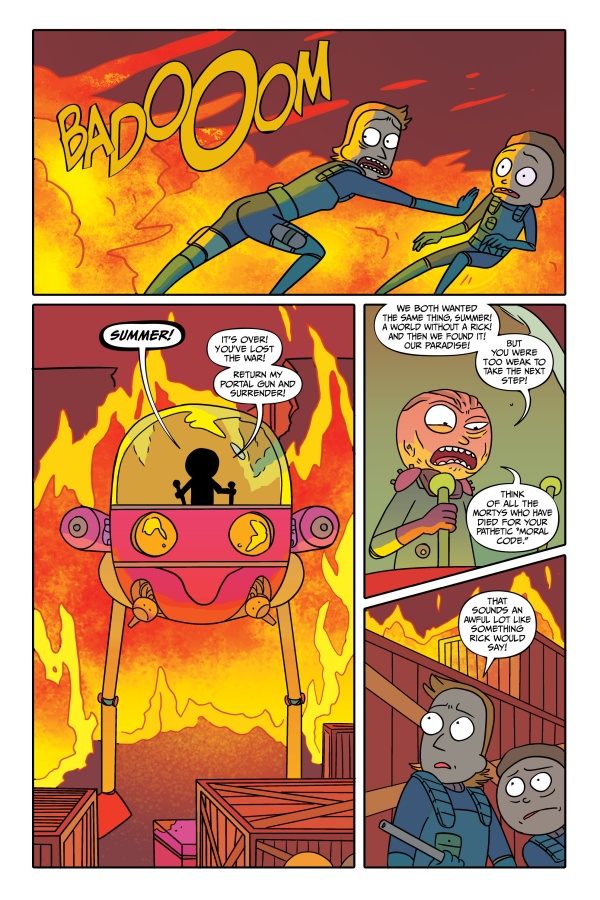 BADOOOOM
SUMMER!
IT'S OVER!
YOU'VE LOST
THE WAR!
RETURN MY
PORTAL GUN AND
SURRENDER!
WE BOTH WANTED
THE SAME THING, SUMMER!
A WORLD WITHOUT A RICK!
AND THEN WE FOUND IT!
OUR PARADISE!
BUT
YOU WERE
TOO WEAK TO
TAKE THE NEXT
STEP!
THINK
OF ALL THE
MORTYS WHO HAVE
DIED FOR YOUR
PATHETIC "MORAL
CODE."
THAT
SOUNDS AN
AWFUL LOT LIKE
SOMETHING
RICK WOULD
SAY!